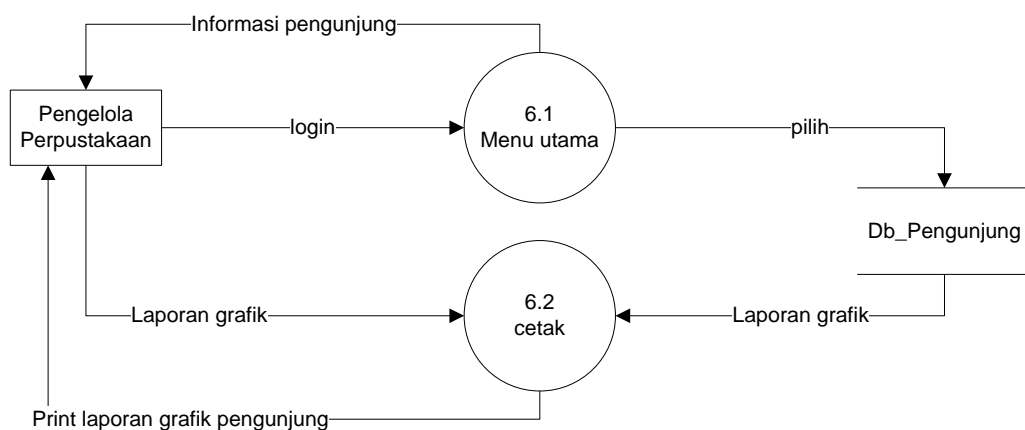 Informasi pengunjung
Pengelola
Perpustakaan
login
6.1
Menu utama
pilih
Db_Pengunjung
6.2
cetak
Laporan grafik
Laporan grafik
Print laporan grafik pengunjung